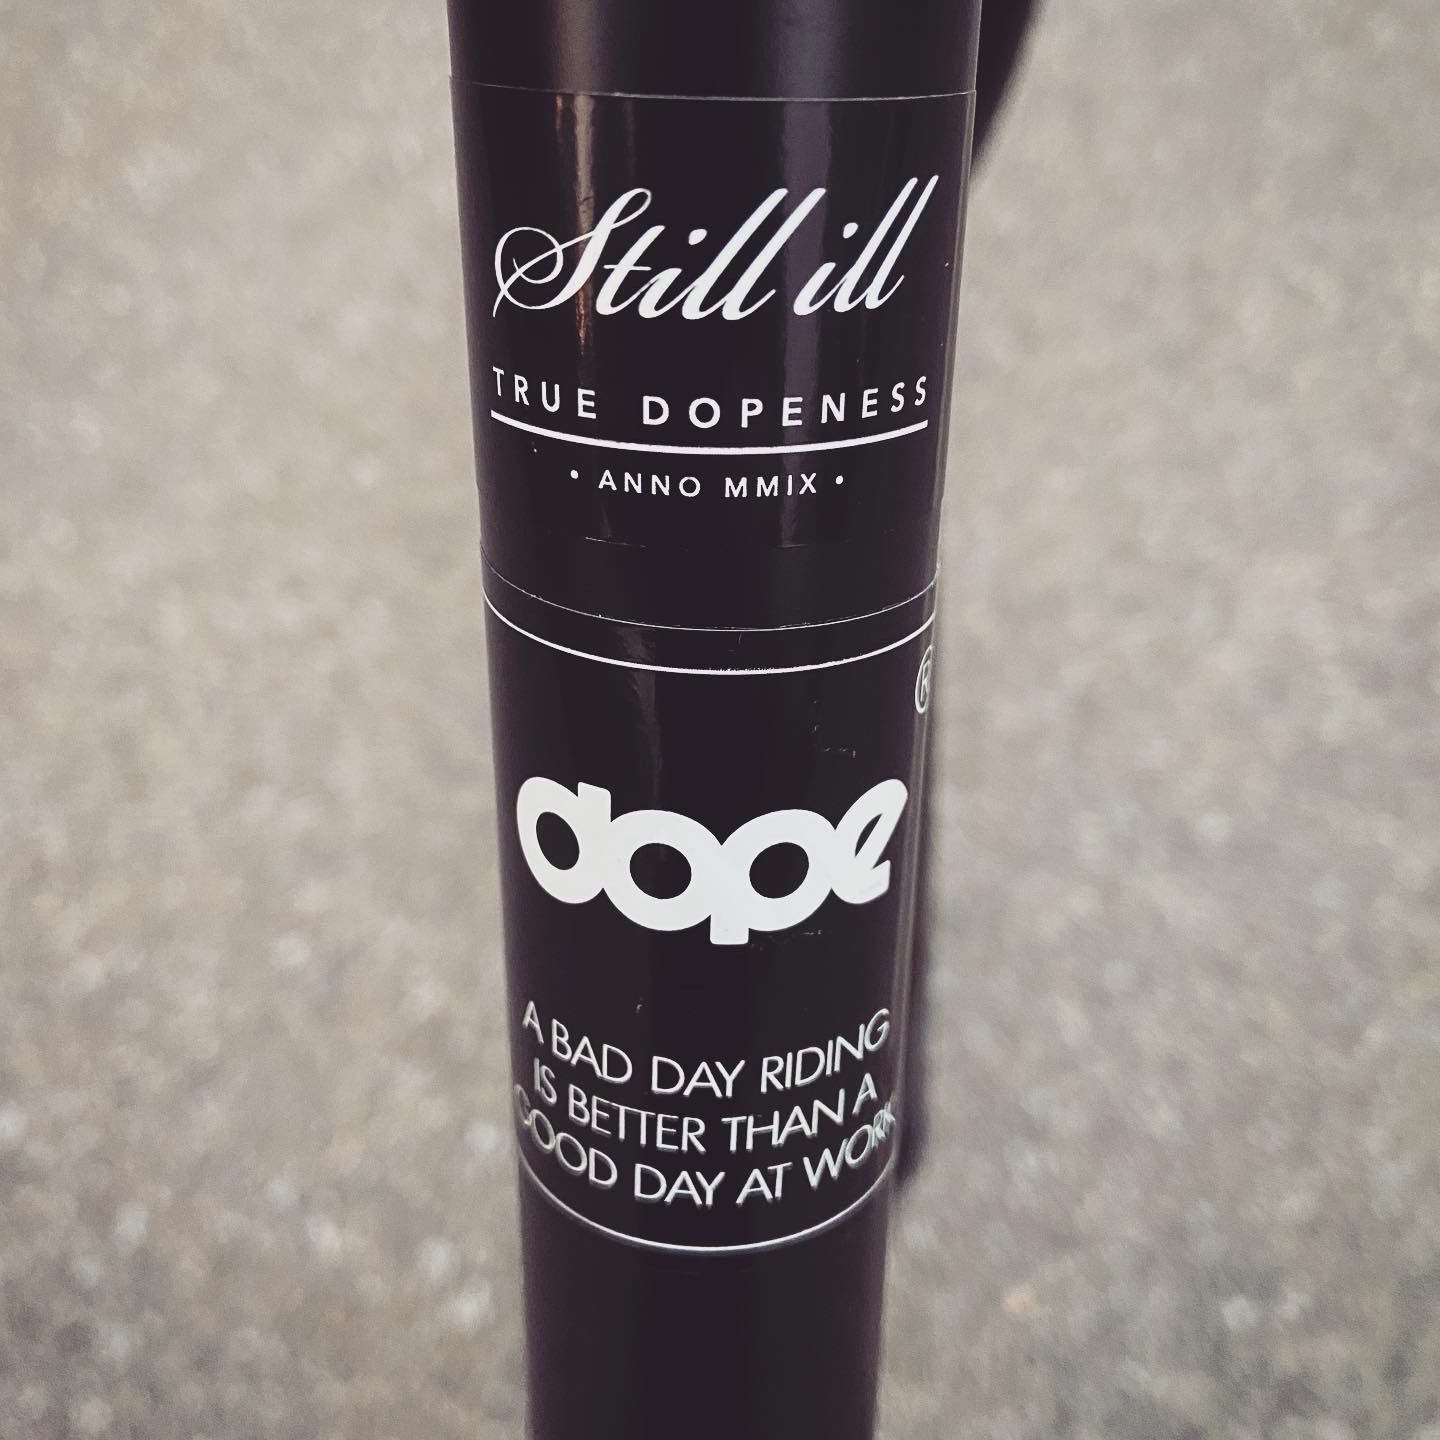 Still ill
TRUE DOPENESS
• ANNO MMIX •
®
dope
A BAD DAY RIDING
IS BETTER THAN A
GOOD DAY AT WORK